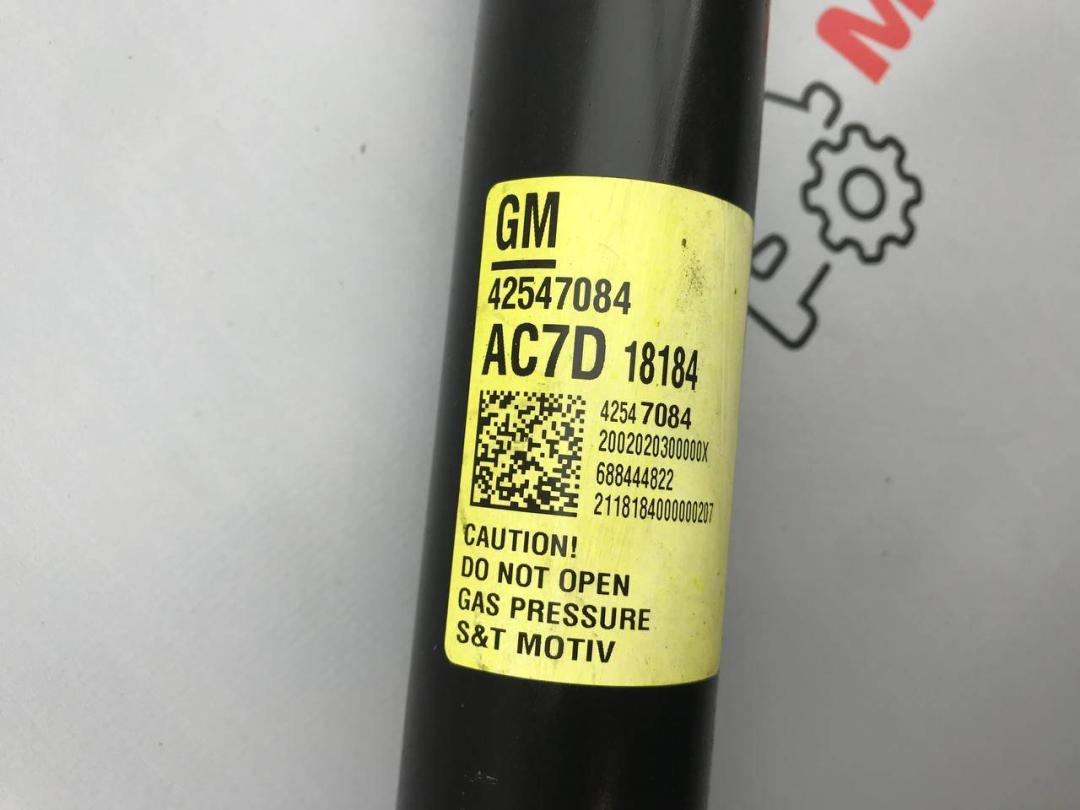 M
GM
42547084
AC7D 18184
42547084
2002020300000X
688444822
2118184000000207
CAUTION!
DO NOT OPEN
GAS PRESSURE
S&T MOTIV